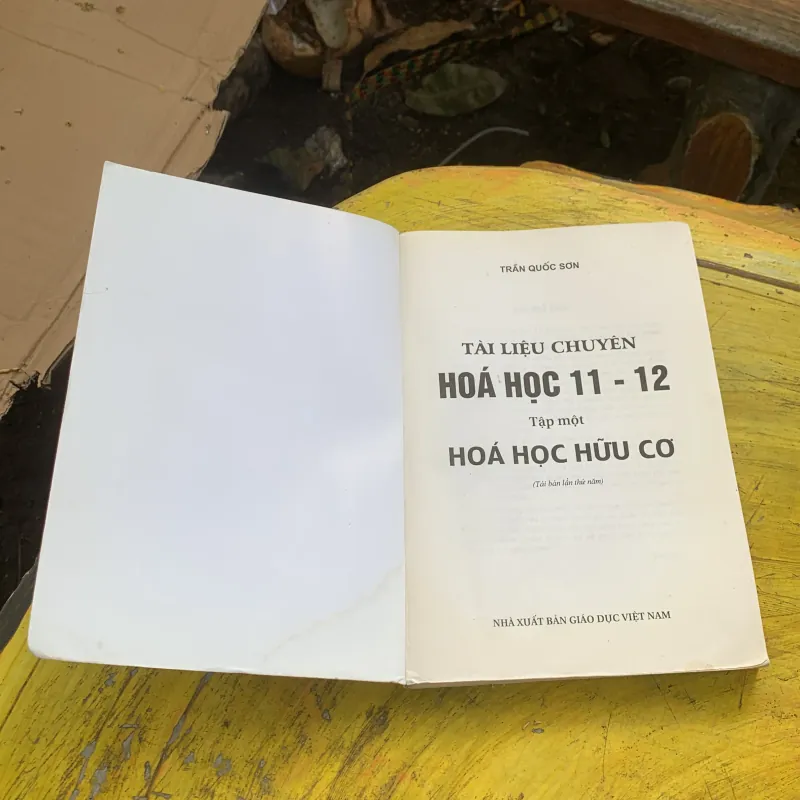 TRẦN QUỐC SƠN
TÀI LIỆU CHUYÊN
HOÁ HỌC 11 - 12
Tập một
HOÁ HỌC HỮU CƠ
(Tái bản lần thứ năm)
NHÀ XUẤT BẢN GIÁO DỤC VIỆT NAM